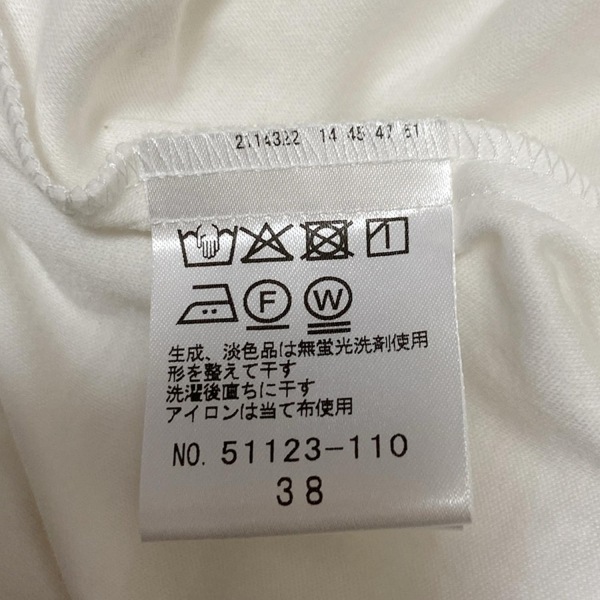 2114322 14 45 47 61
F W
生成、淡色品は無蛍光洗剤使用
形を整えて干す
洗濯後直ちに干す
アイロンは当て布使用
NO. 51123-110
38